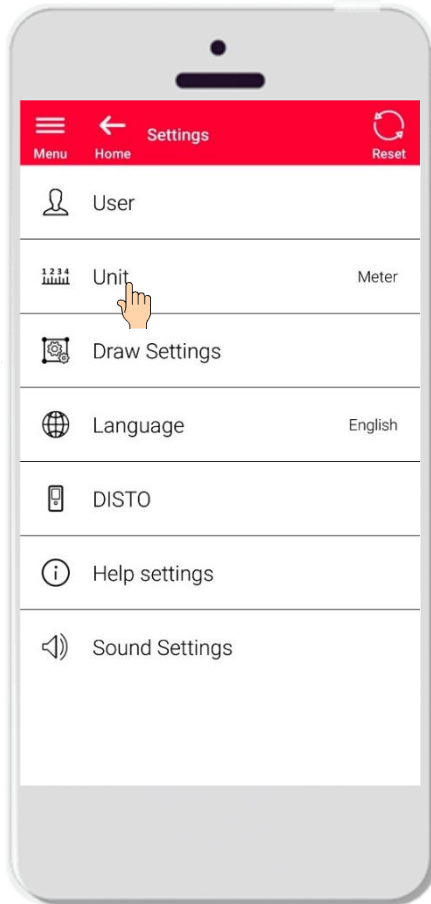 Settings
Menu Home Reset
User
1 2 3 4
Unit Meter
Draw Settings
Language English
DISTO
Help settings
Sound Settings